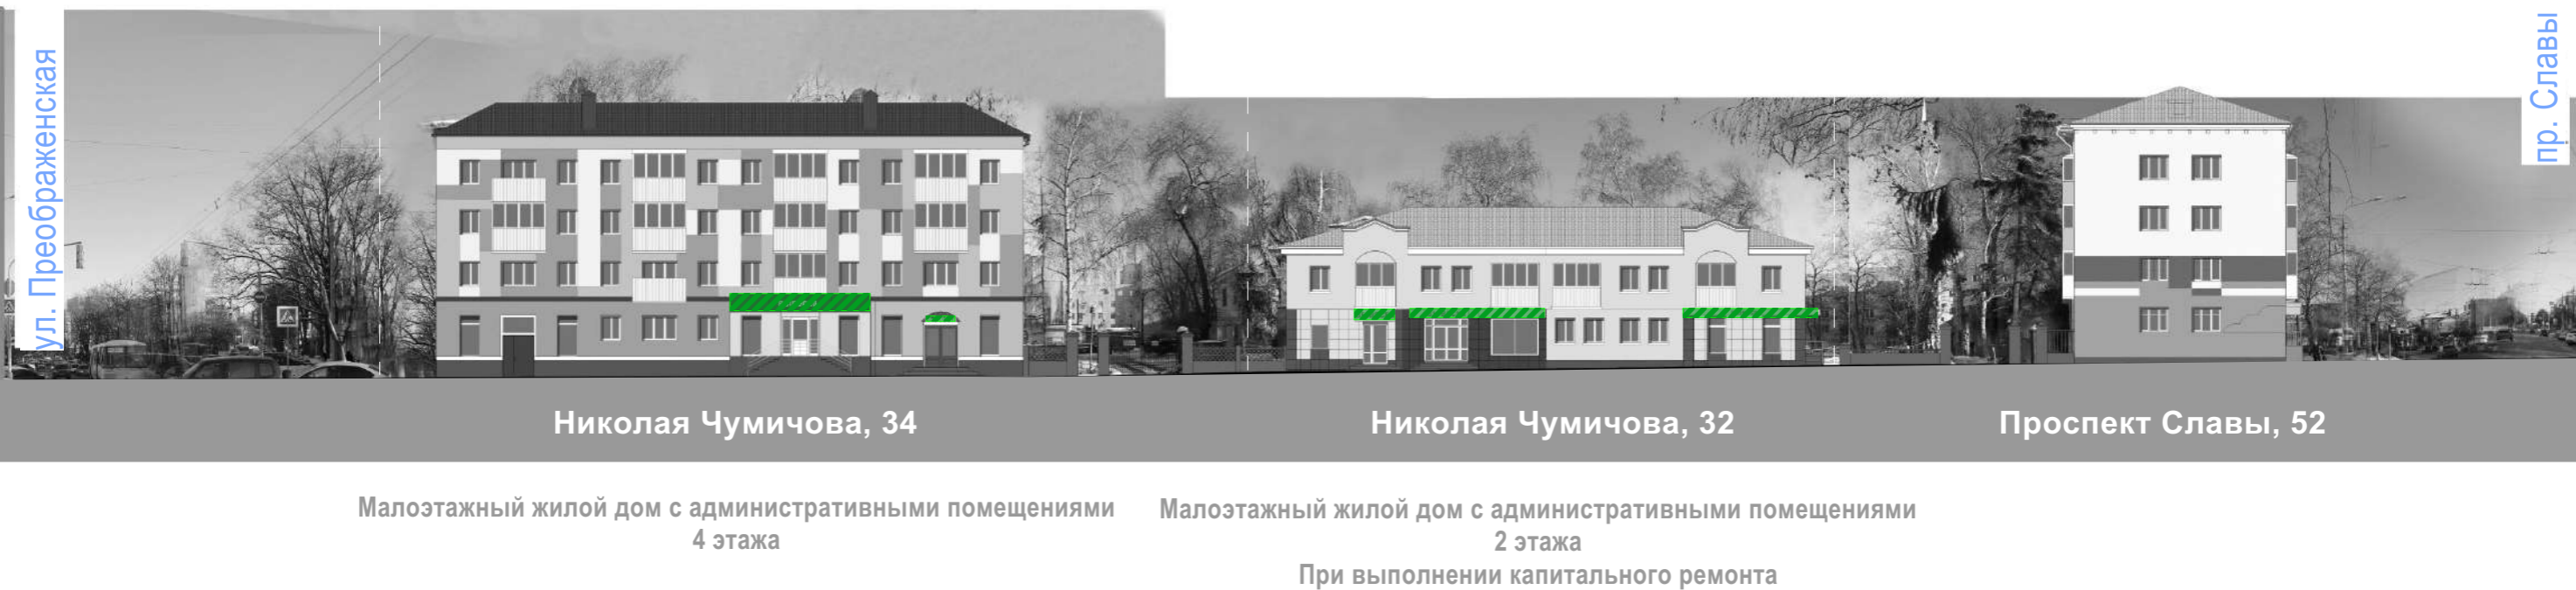 ул. Преображенская
пр. Славы
Николая Чумичова, 34
Николая Чумичова, 32
Проспект Славы, 52
Малоэтажный жилой дом с административными помещениями
4 этажа
Малоэтажный жилой дом с административными помещениями
2 этажа
При выполнении капитального ремонта